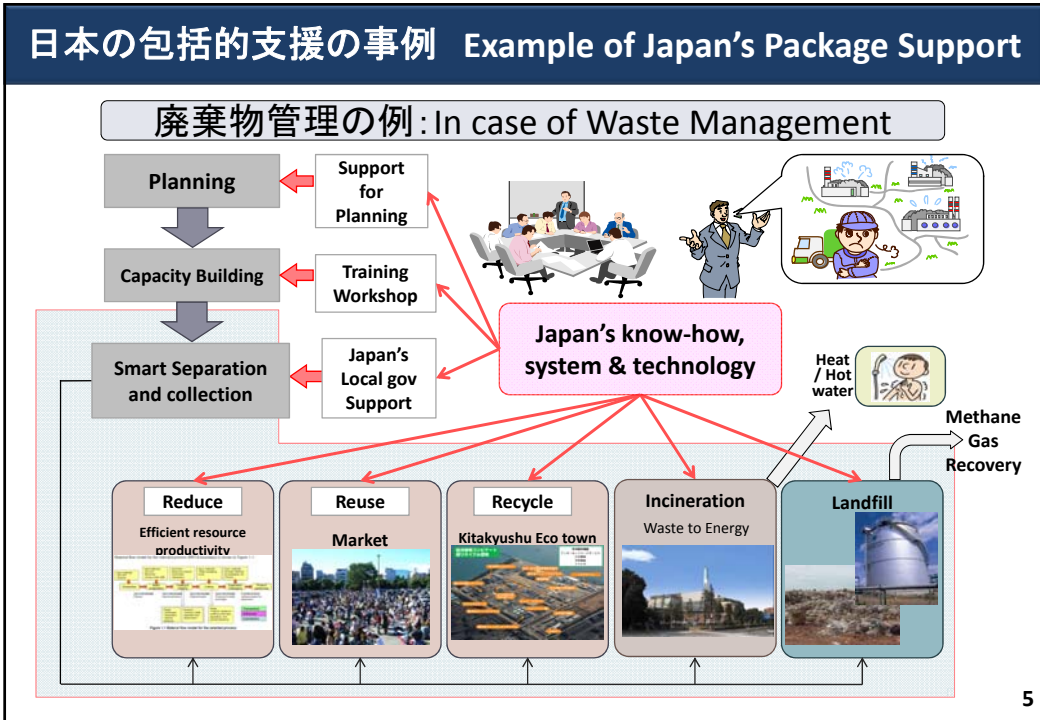 日本の包括的支援の事例 Example of Japan's Package Support
廃棄物管理の例：In case of Waste Management
Planning
Support
for
Planning
Capacity Building
Training
Workshop
Smart Separation
and collection
Japan's
Local gov
Support
Japan's know-how,
system & technology
Heat
/ Hot
water
Methane
Gas
Recovery
Reduce
Efficient resource
productivity
Reuse
Market
Recycle
Kitakyushu Eco town
Incineration
Waste to Energy
Landfill
5